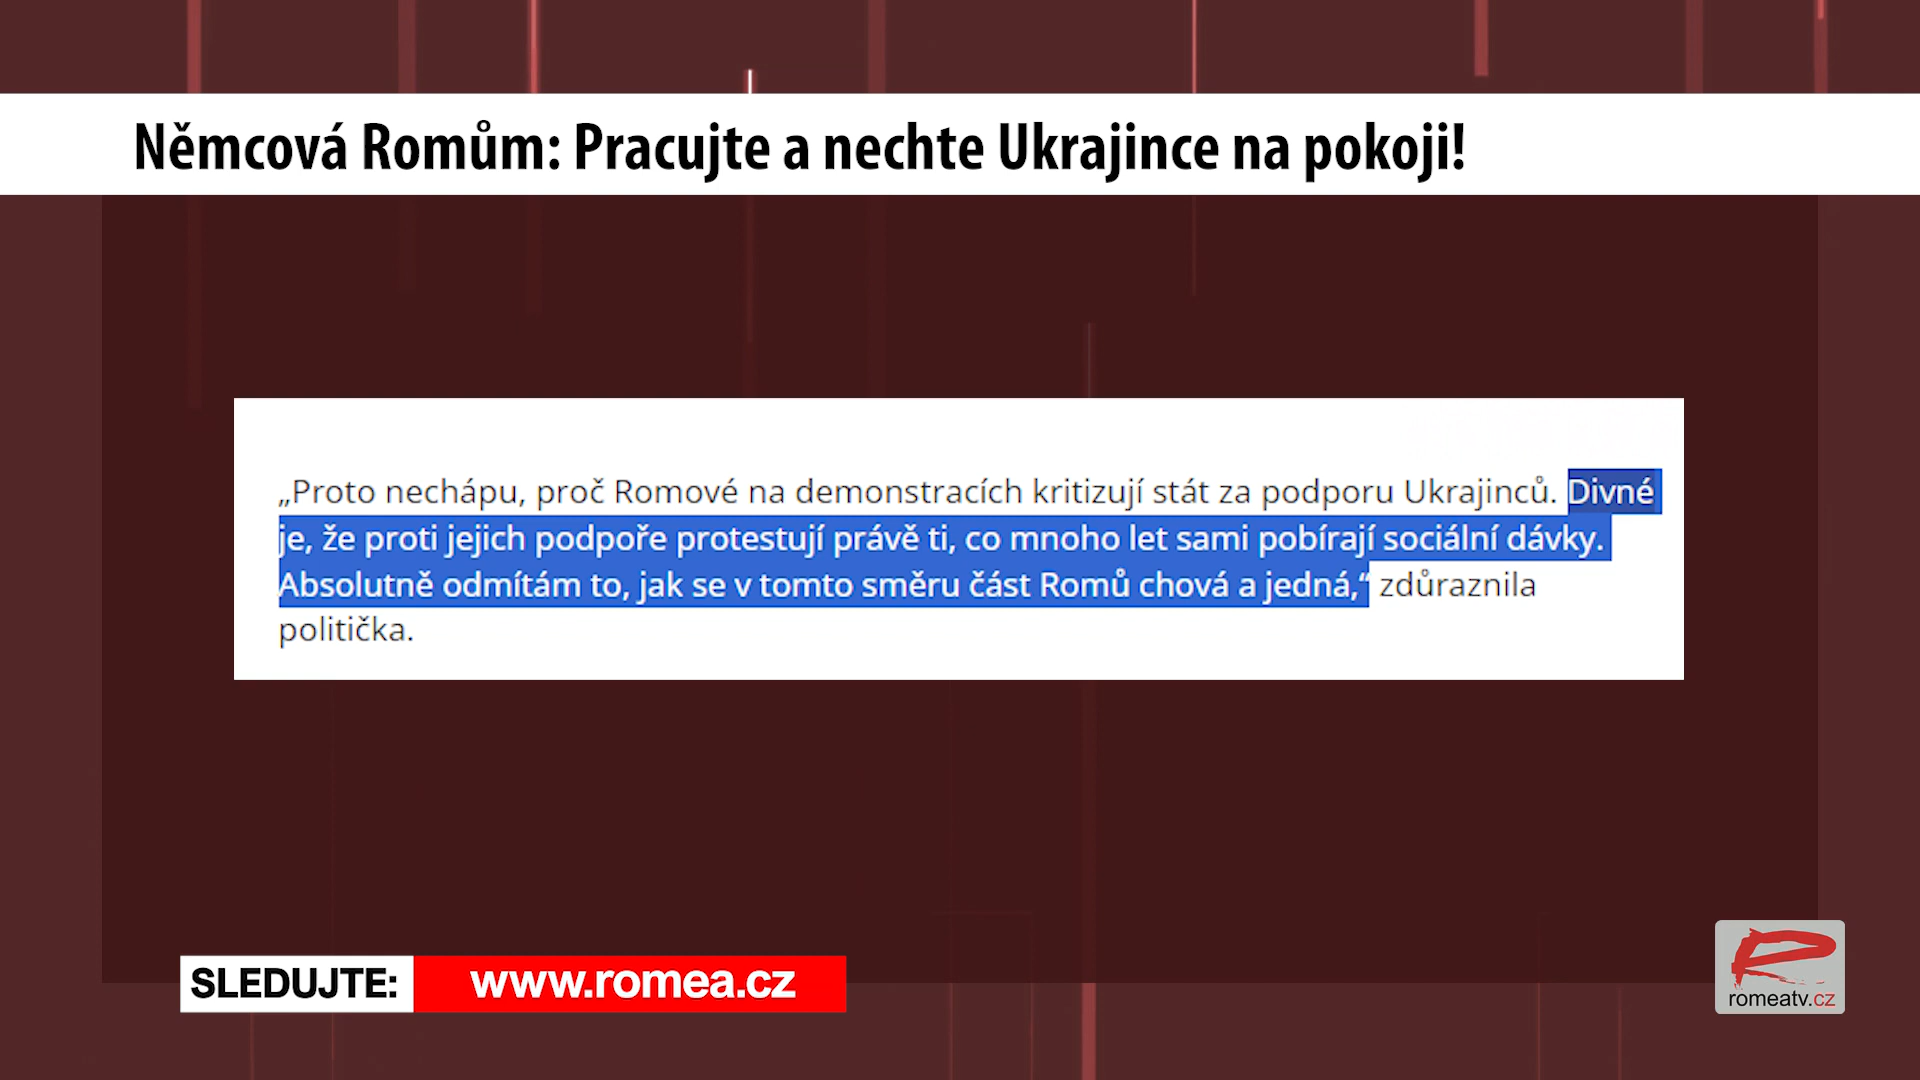 Němcová Romům: Pracujte a nechte Ukrajince na pokoji!
„Proto nechápu, proč Romové na demonstracích kritizují stát za podporu Ukrajinců. Divné
je, že proti jejich podpoře protestují právě ti, co mnoho let sami pobírají sociální dávky.
Absolutně odmítám to, jak se v tomto směru část Romů chová a jedná,“ zdůraznila
politička.
SLEDUJTE: www.romea.cz
romeatv.cz